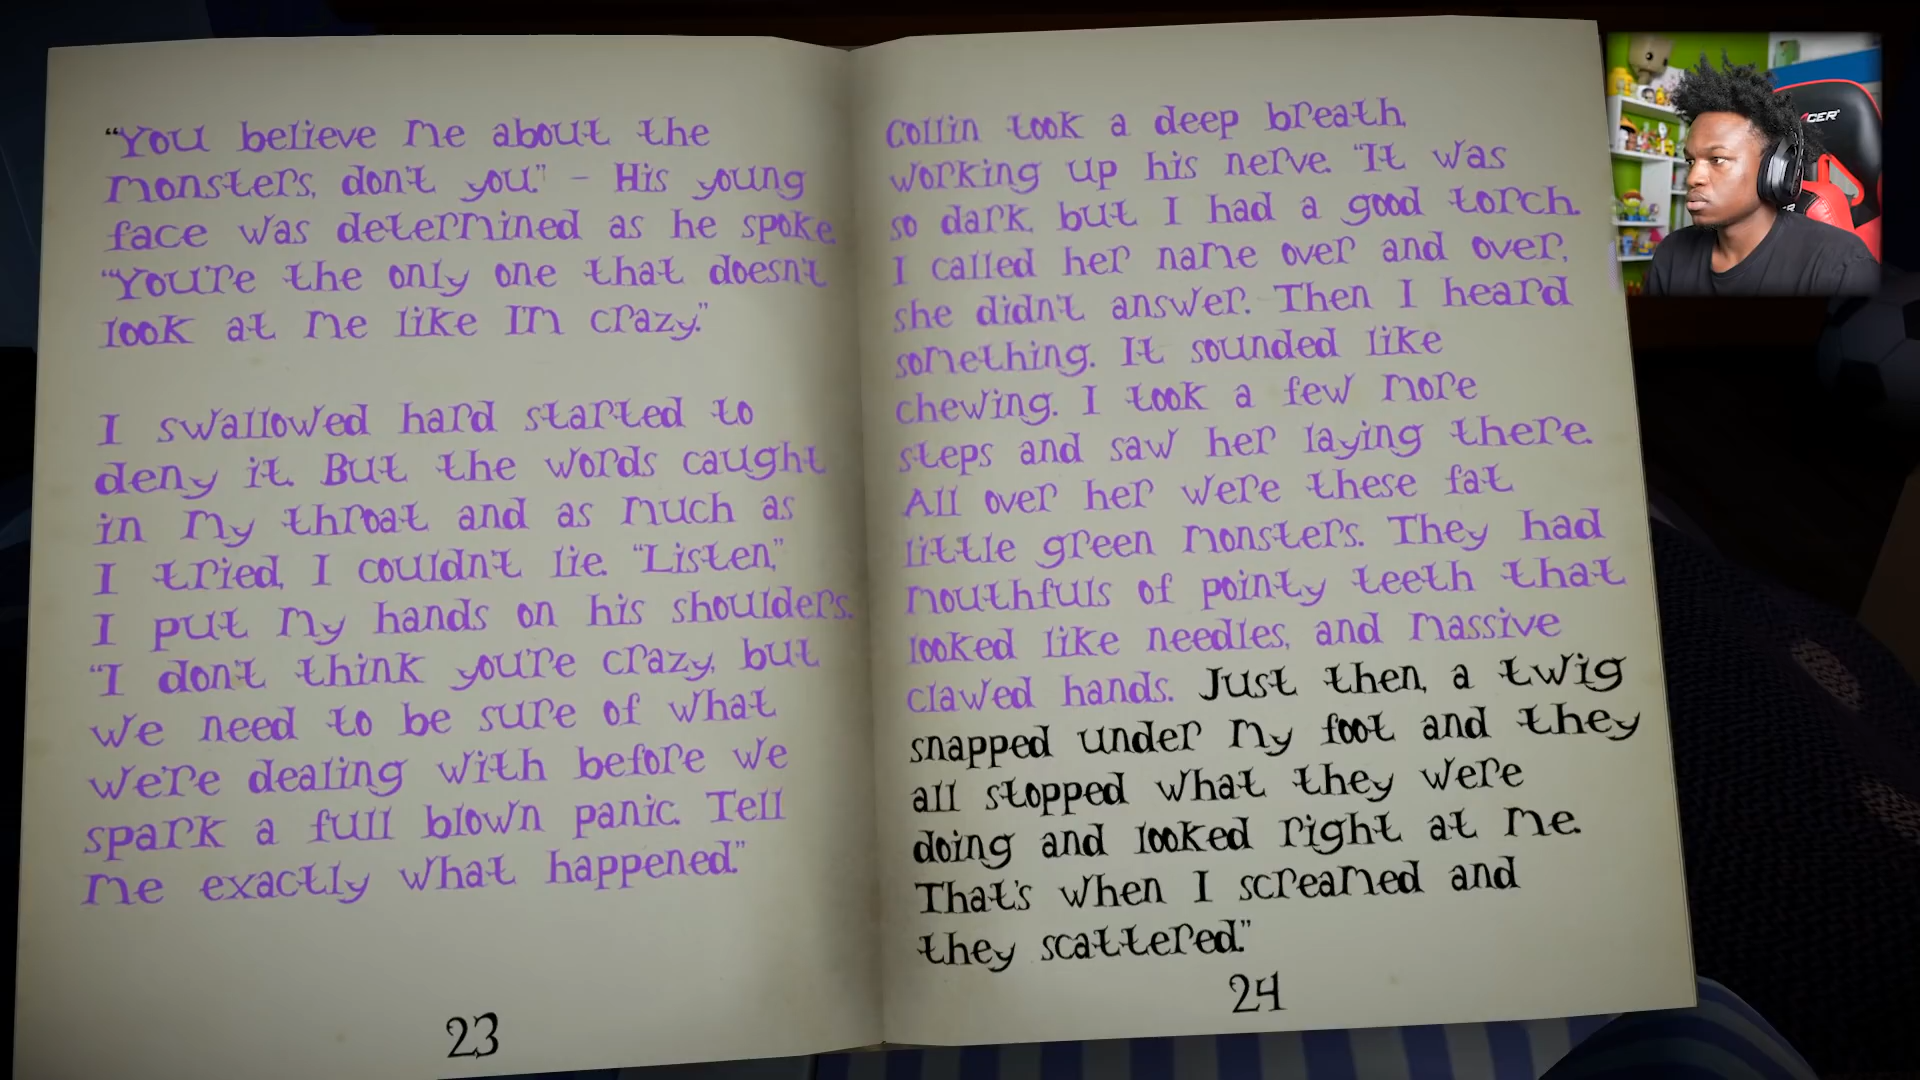 “You believe me about the
monsters, don't you.” - His young
face was determined as he spoke.
“You're the only one that doesn't
look at me like I'm crazy.”
I swallowed hard started to
deny it. But the words caught
in my throat and as much as
I tried, I couldn't lie. “Listen,”
I put my hands on his shoulders.
“I don't think you're crazy, but
we need to be sure of what
we're dealing with before we
spark a full blown panic. Tell
me exactly what happened.”
23
Collin took a deep breath,
working up his nerve. “It was
so dark, but I had a good torch.
I called her name over and over,
she didn't answer. Then I heard
something. It sounded like
chewing. I took a few more
steps and saw her laying there.
All over her were these fat
little green monsters. They had
mouthfuls of pointy teeth that
looked like needles, and massive
clawed hands. Just then, a twig
snapped under my foot and they
all stopped what they were
doing and looked right at me.
That's when I screamed and
they scattered.”
24